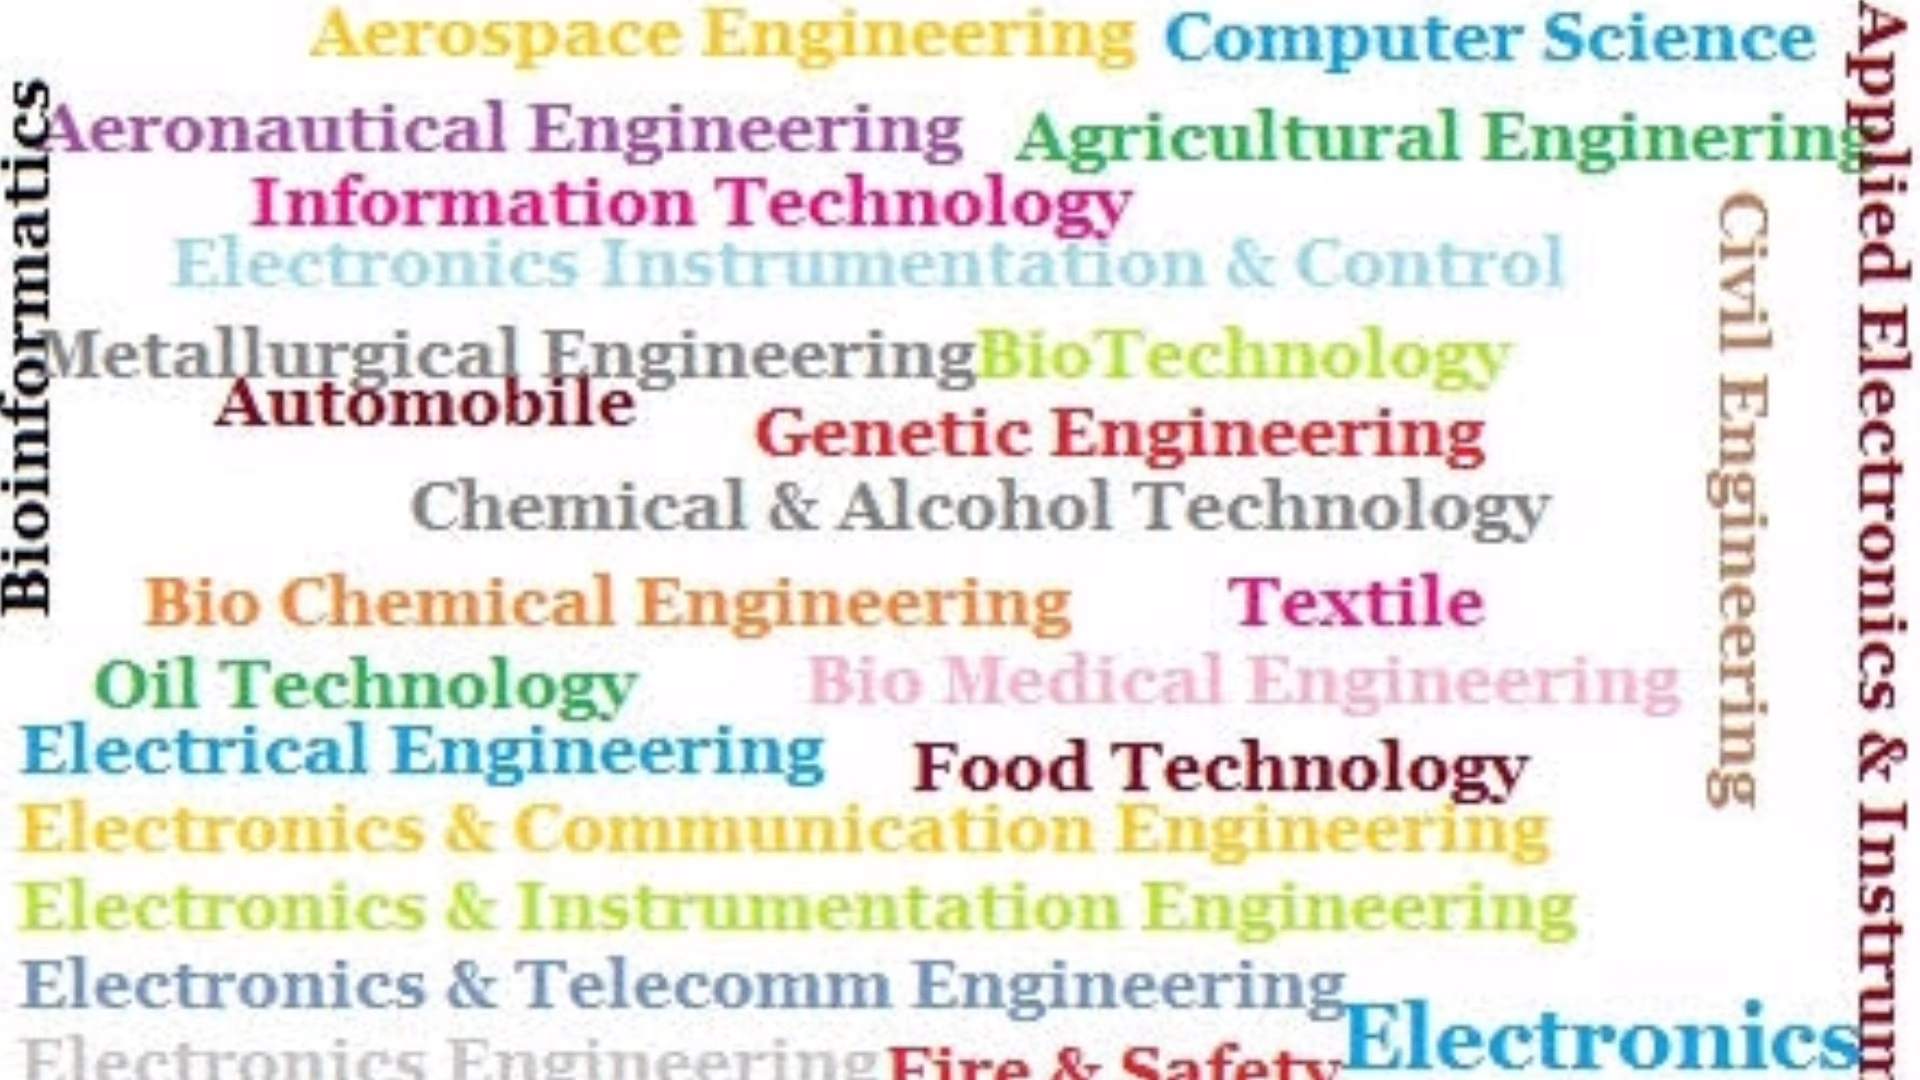 Aerospace Engineering
Computer Science
Aeronautical Engineering
Agricultural Enginering
Information Technology
Electronics Instrumentation & Control
Metallurgical Engineering
BioTechnology
Automobile
Genetic Engineering
Chemical & Alcohol Technology
Bio Chemical Engineering
Textile
Oil Technology
Bio Medical Engineering
Electrical Engineering
Food Technology
Electronics & Communication Engineering
Electronics & Instrumentation Engineering
Electronics & Telecomm Engineering
Electronics
Electronics Engineering
Fire & Safety
Bioinformatics
Civil Engineering
Applied Electronics &